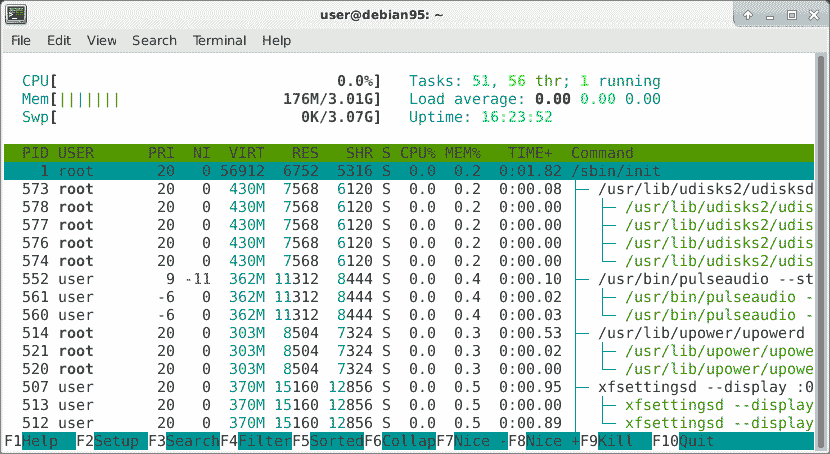 user@debian95: ~
File Edit View Search Terminal Help
CPU[ 0.0%] Tasks: 51, 56 thr; 1 running
Mem[||||||| 176M/3.01G] Load average: 0.00 0.00 0.00
Swp[ 0K/3.07G] Uptime: 16:23:52
PID USER PRI NI VIRT RES SHR S CPU% MEM% TIME+ Command
1 root 20 0 56912 6752 5316 S 0.0 0.2 0:01.82 /sbin/init
573 root 20 0 430M 7568 6120 S 0.0 0.2 0:00.08 ├─ /usr/lib/udisks2/udisksd
578 root 20 0 430M 7568 6120 S 0.0 0.2 0:00.00 │ ├─ /usr/lib/udisks2/udis
577 root 20 0 430M 7568 6120 S 0.0 0.2 0:00.00 │ ├─ /usr/lib/udisks2/udis
576 root 20 0 430M 7568 6120 S 0.0 0.2 0:00.00 │ ├─ /usr/lib/udisks2/udis
574 root 20 0 430M 7568 6120 S 0.0 0.2 0:00.00 │ └─ /usr/lib/udisks2/udis
552 user 9 -11 362M 11312 8444 S 0.0 0.4 0:00.10 ├─ /usr/bin/pulseaudio --st
561 user -6 0 362M 11312 8444 S 0.0 0.4 0:00.02 │ ├─ /usr/bin/pulseaudio -
560 user -6 0 362M 11312 8444 S 0.0 0.4 0:00.03 │ └─ /usr/bin/pulseaudio -
514 root 20 0 303M 8504 7324 S 0.0 0.3 0:00.53 ├─ /usr/lib/upower/upowerd
521 root 20 0 303M 8504 7324 S 0.0 0.3 0:00.02 │ ├─ /usr/lib/upower/upowe
520 root 20 0 303M 8504 7324 S 0.0 0.3 0:00.00 │ └─ /usr/lib/upower/upowe
507 user 20 0 370M 15160 12856 S 0.0 0.5 0:00.95 ├─ xfsettingsd --display :0
513 user 20 0 370M 15160 12856 S 0.0 0.5 0:00.00 │ ├─ xfsettingsd --display
512 user 20 0 370M 15160 12856 S 0.0 0.5 0:00.89 │ └─ xfsettingsd --display
F1Help F2Setup F3SearchF4FilterF5SortedF6CollapF7Nice -F8Nice +F9Kill F10Quit